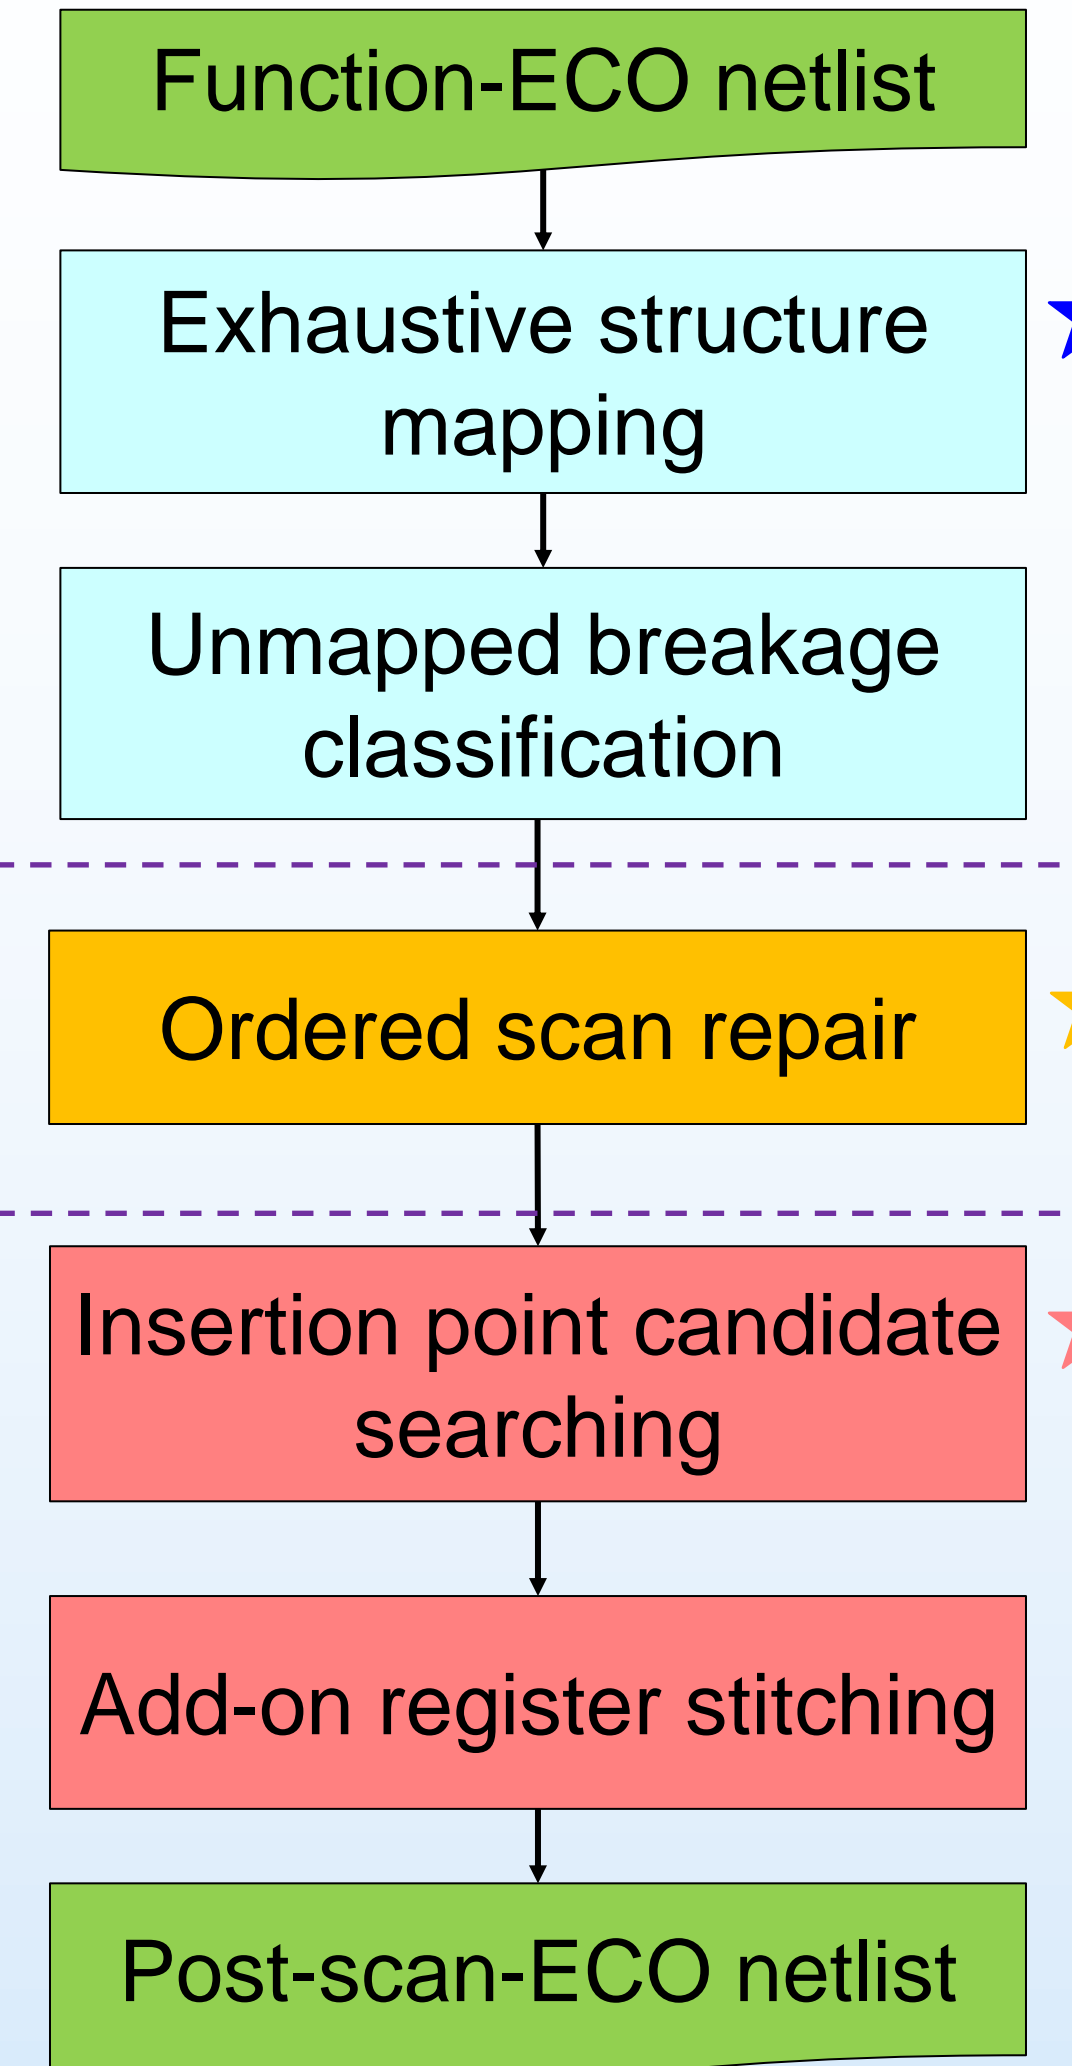 Function-ECO netlist
Exhaustive structure
mapping
Unmapped breakage
classification
Ordered scan repair
Insertion point candidate
searching
Add-on register stitching
Post-scan-ECO netlist